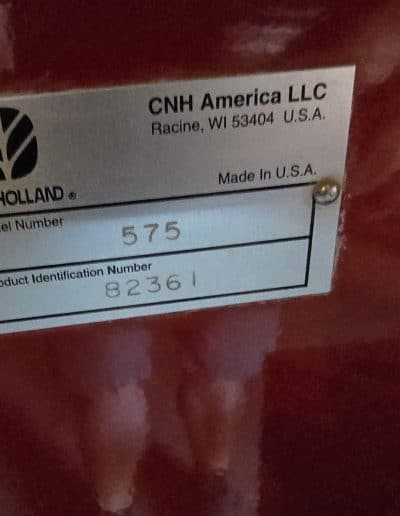 CNH America LLC
Racine, WI 53404 U.S.A.
HOLLAND ®
Made In U.S.A.
el Number
575
oduct Identification Number
82361